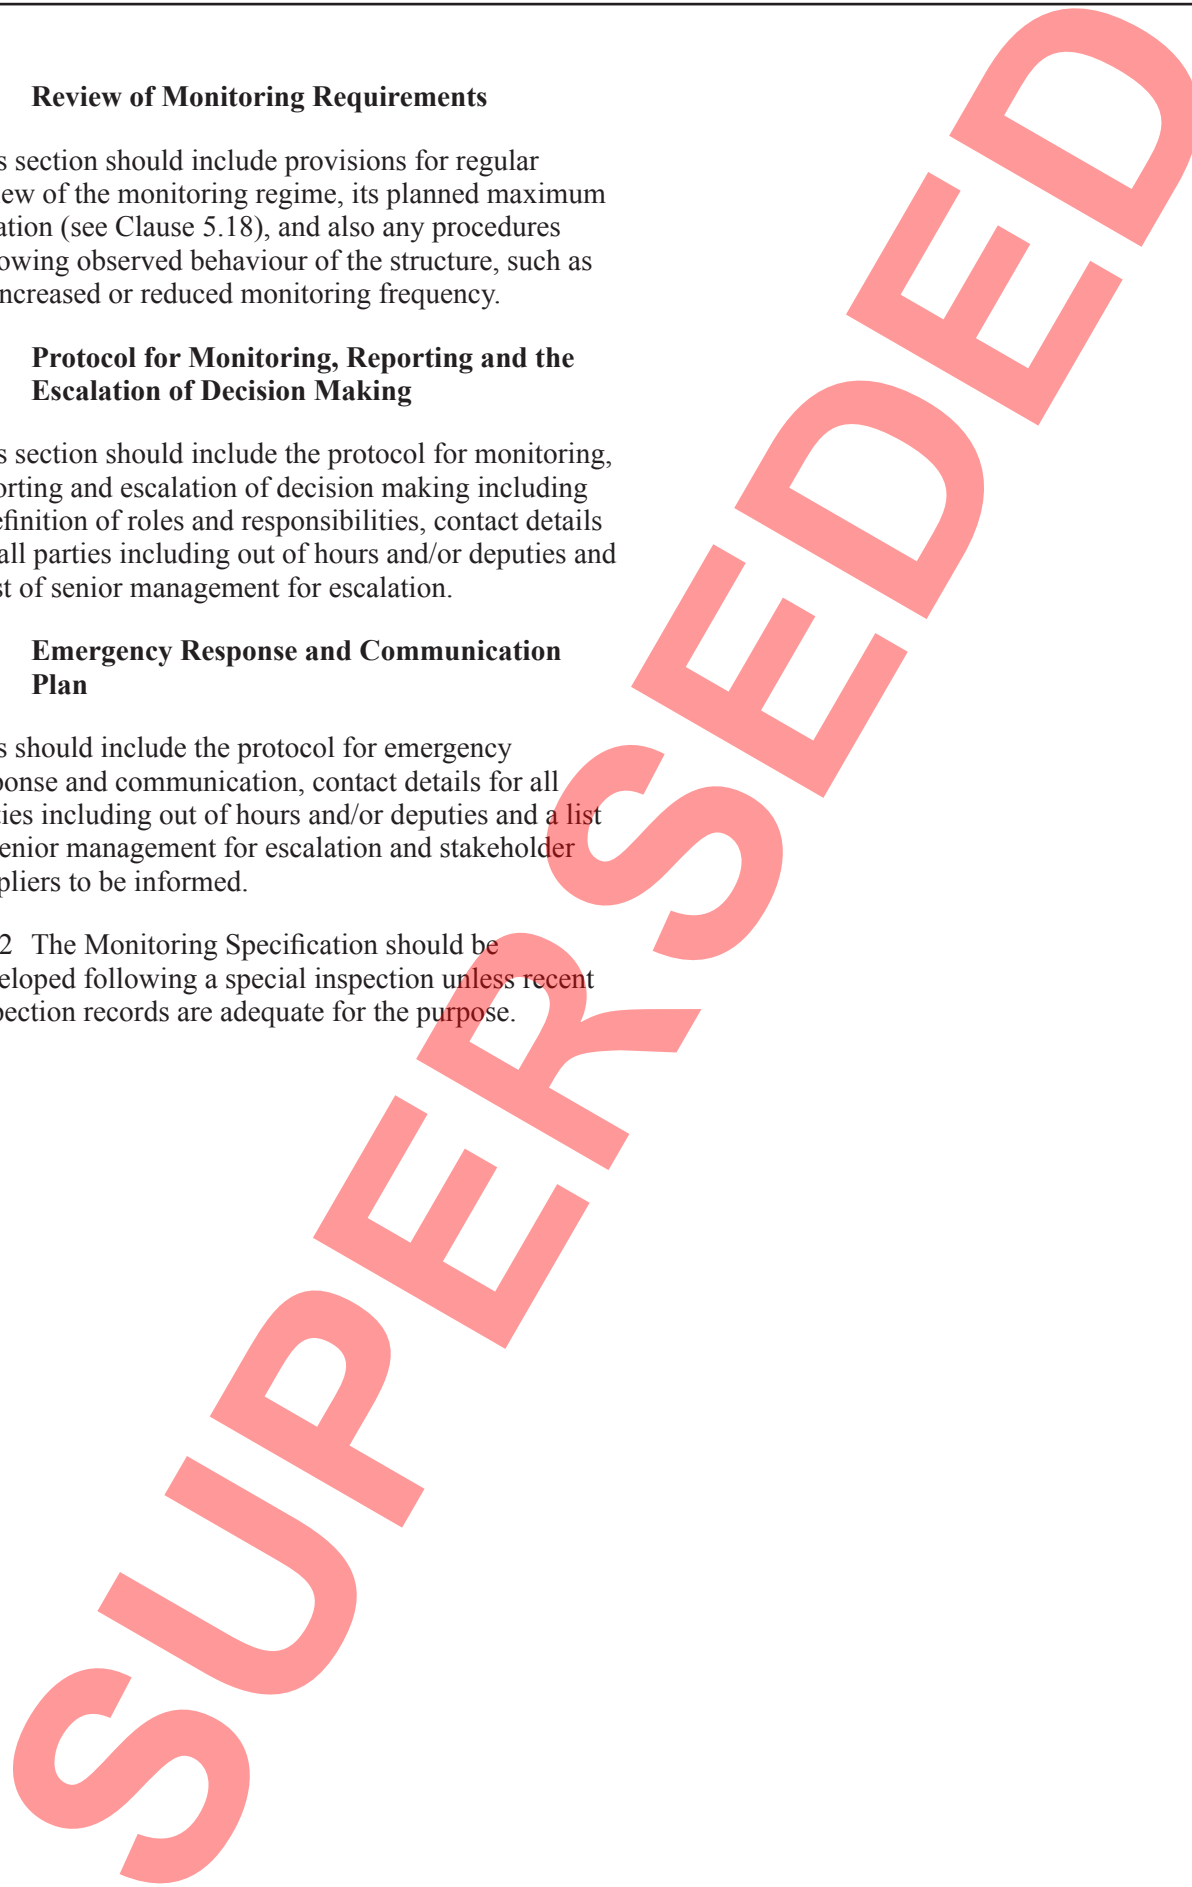 Review of Monitoring Requirements
s section should include provisions for regular
ew of the monitoring regime, its planned maximum
ation (see Clause 5.18), and also any procedures
owing observed behaviour of the structure, such as
increased or reduced monitoring frequency.
Protocol for Monitoring, Reporting and the
Escalation of Decision Making
s section should include the protocol for monitoring,
orting and escalation of decision making including
efinition of roles and responsibilities, contact details
all parties including out of hours and/or deputies and
st of senior management for escalation.
Emergency Response and Communication
Plan
s should include the protocol for emergency
ponse and communication, contact details for all
ties including out of hours and/or deputies and a list
enior management for escalation and stakeholder
pliers to be informed.
2 The Monitoring Specification should be
eloped following a special inspection unless recent
pection records are adequate for the purpose.
SUPERSEDED